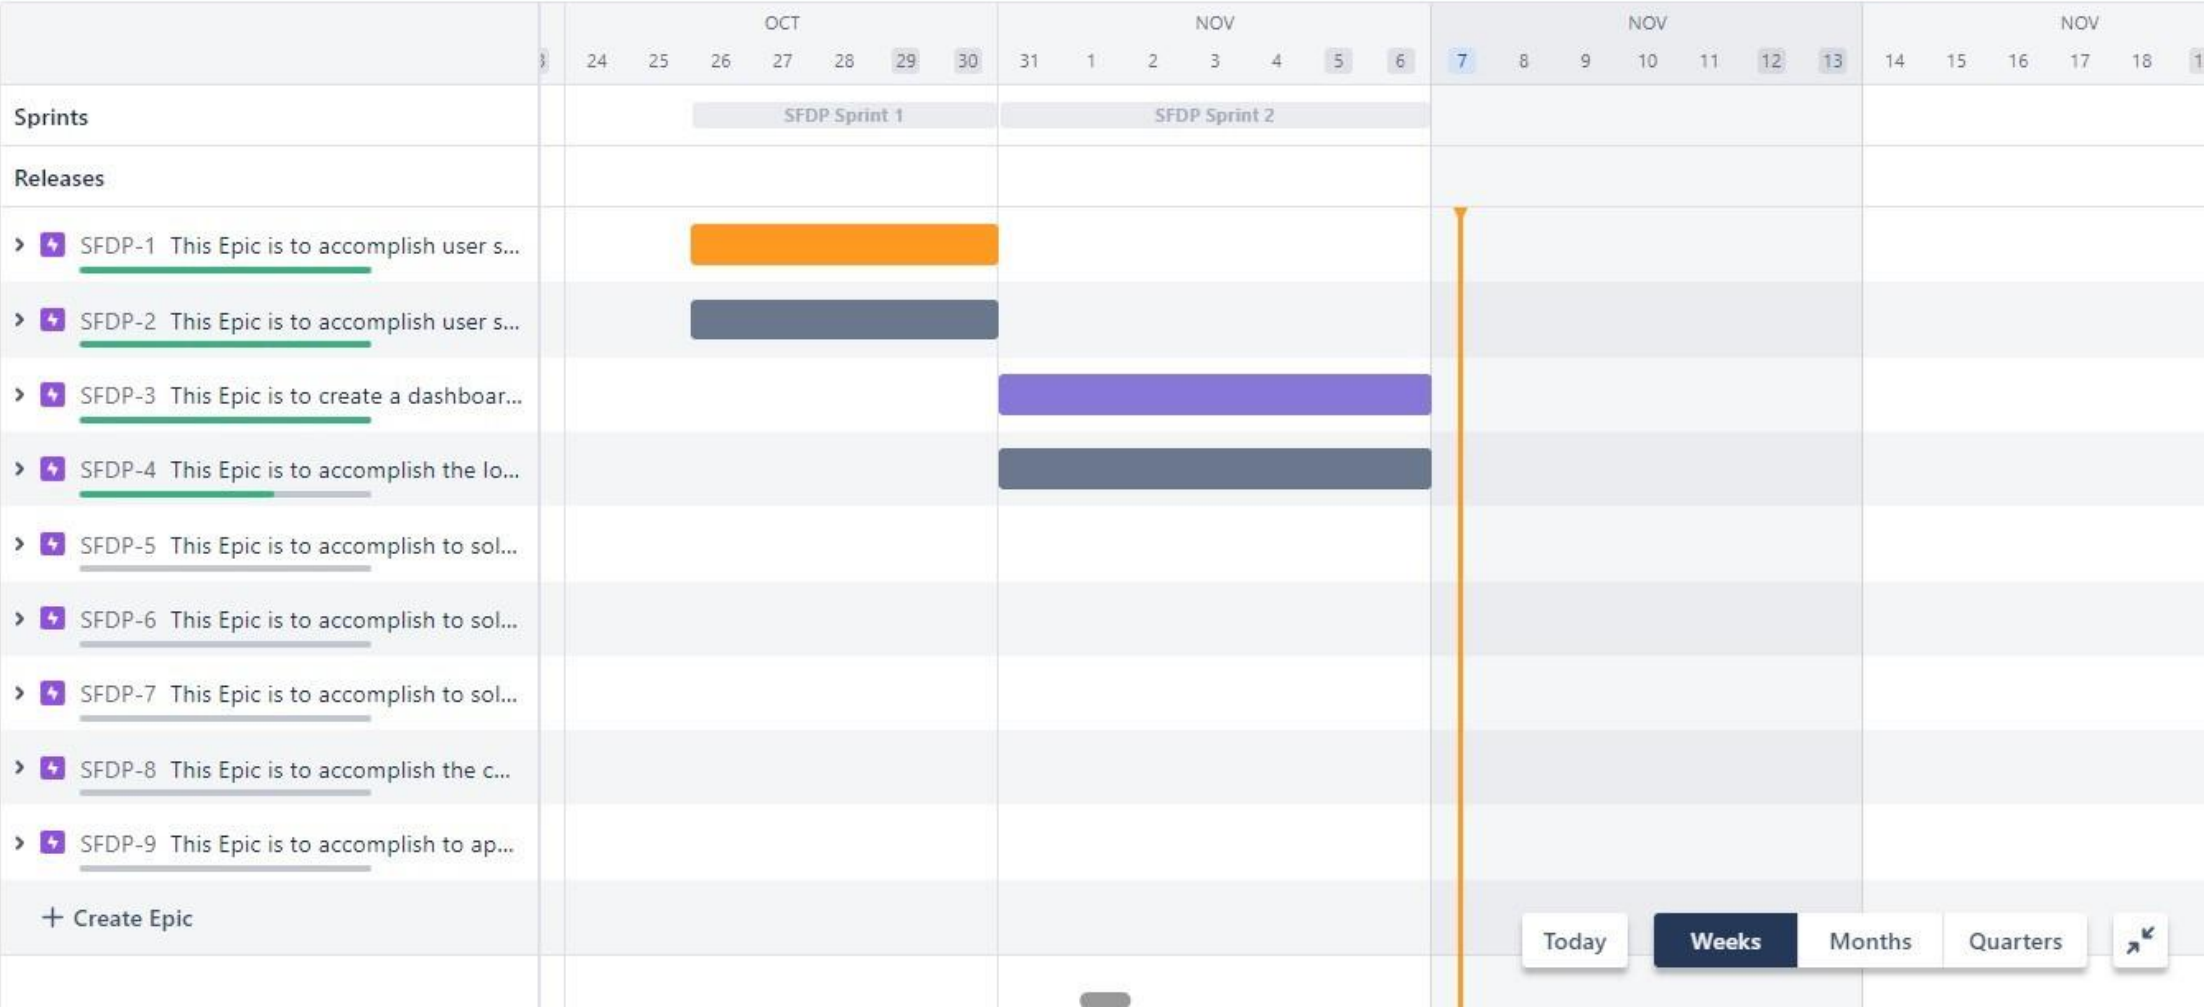 OCT NOV NOV NOV
24 25 26 27 28 29 30 31 1 2 3 4 5 6 7 8 9 10 11 12 13 14 15 16 17 18
Sprints SFDP Sprint 1 SFDP Sprint 2
Releases
SFDP-1 This Epic is to accomplish user s...
SFDP-2 This Epic is to accomplish user s...
SFDP-3 This Epic is to create a dashboar...
SFDP-4 This Epic is to accomplish the lo...
SFDP-5 This Epic is to accomplish to sol...
SFDP-6 This Epic is to accomplish to sol...
SFDP-7 This Epic is to accomplish to sol...
SFDP-8 This Epic is to accomplish the c...
SFDP-9 This Epic is to accomplish to ap...
+ Create Epic
Today Weeks Months Quarters